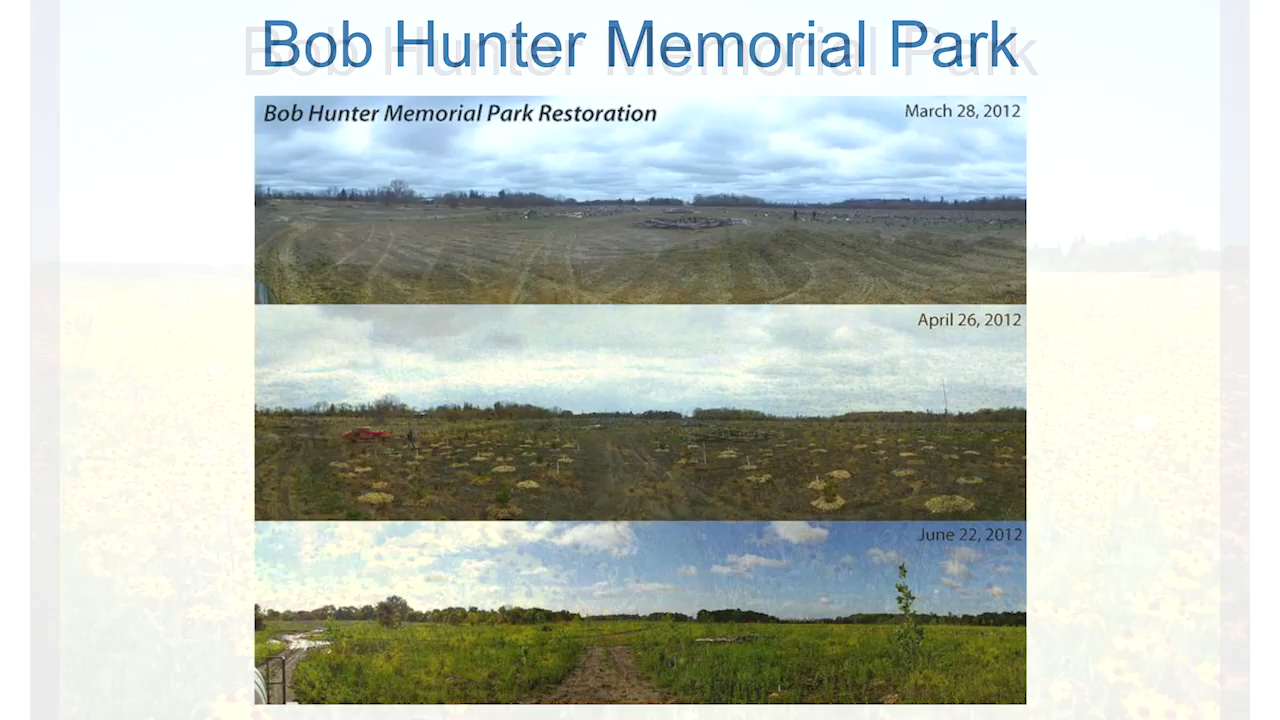 Bob Hunter Memorial Park
Bob Hunter Memorial Park Restoration
March 28, 2012
April 26, 2012
June 22, 2012